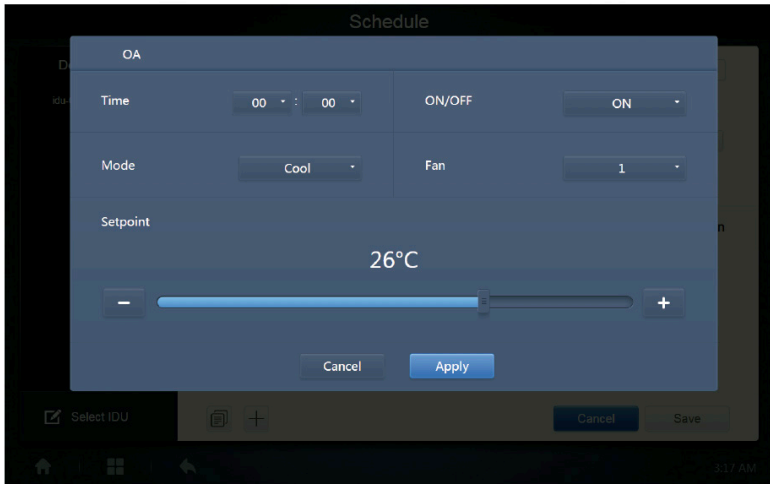 Schedule
OA
Time 00 : 00 ON/OFF ON
Mode Cool Fan 1
Setpoint
26°C
− +
Cancel Apply
Select IDU Cancel Save
3:17 AM